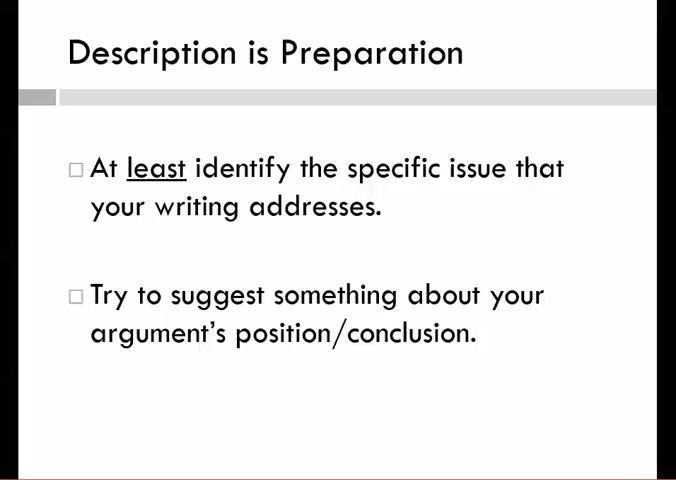 Description is Preparation
At least identify the specific issue that
your writing addresses.
Try to suggest something about your
argument's position/conclusion.